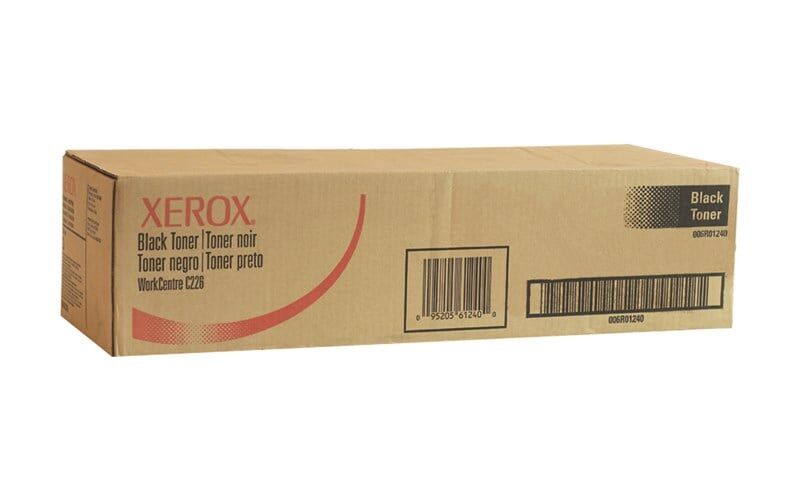 XEROX.
Black Toner | Toner noir
Toner negro | Toner preto
WorkCentre C226
Black
Toner
006R01240
0 95205 61240 0
006R01240